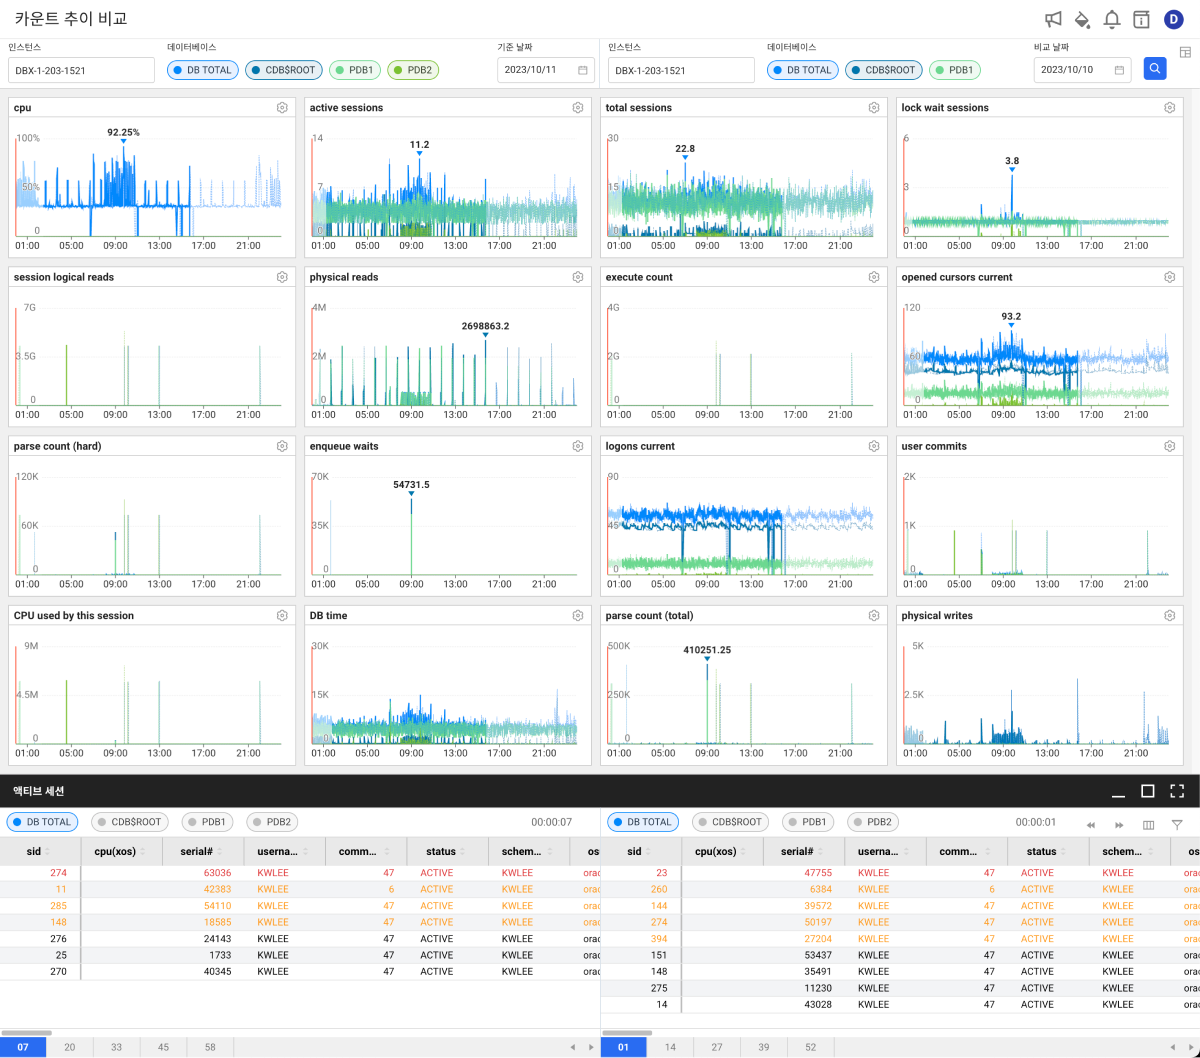 카운트 추이 비교
D
인스턴스 데이터베이스 기준 날짜 인스턴스 데이터베이스 비교 날짜
DBX-1-203-1521 DB TOTAL CDB$ROOT PDB1 PDB2 2023/10/11 DBX-1-203-1521 DB TOTAL CDB$ROOT PDB1 2023/10/10
cpu active sessions total sessions lock wait sessions
92.25% 11.2 22.8 3.8
100% 14 30 6
50% 7 15 3
0 0 0 0
01:00 05:00 09:00 13:00 17:00 21:00 01:00 05:00 09:00 13:00 17:00 21:00 01:00 05:00 09:00 13:00 17:00 21:00 01:00 05:00 09:00 13:00 17:00 21:00
session logical reads physical reads execute count opened cursors current
7G 4M 4G 120
2698863.2 93.2
3.5G 2M 2G 60
0 0 0 0
01:00 05:00 09:00 13:00 17:00 21:00 01:00 05:00 09:00 13:00 17:00 21:00 01:00 05:00 09:00 13:00 17:00 21:00 01:00 05:00 09:00 13:00 17:00 21:00
parse count (hard) enqueue waits logons current user commits
120K 70K 90 2K
54731.5
60K 35K 45 1K
0 0 0 0
01:00 05:00 09:00 13:00 17:00 21:00 01:00 05:00 09:00 13:00 17:00 21:00 01:00 05:00 09:00 13:00 17:00 21:00 01:00 05:00 09:00 13:00 17:00 21:00
CPU used by this session DB time parse count (total) physical writes
9M 30K 500K 5K
410251.25
4.5M 15K 250K 2.5K
0 0 0 0
01:00 05:00 09:00 13:00 17:00 21:00 01:00 05:00 09:00 13:00 17:00 21:00 01:00 05:00 09:00 13:00 17:00 21:00 01:00 05:00 09:00 13:00 17:00 21:00
액티브 세션
DB TOTAL CDB$ROOT PDB1 PDB2 00:00:07 DB TOTAL CDB$ROOT PDB1 PDB2 00:00:01
sid cpu(xos) serial# userna... comm... status schem... os sid cpu(xos) serial# userna... comm... status schem... os
274 63036 KWLEE 47 ACTIVE KWLEE orac 23 47755 KWLEE 47 ACTIVE KWLEE orac
11 42383 KWLEE 6 ACTIVE KWLEE orac 260 6384 KWLEE 6 ACTIVE KWLEE orac
285 54110 KWLEE 47 ACTIVE KWLEE orac 144 39572 KWLEE 47 ACTIVE KWLEE orac
148 18585 KWLEE 47 ACTIVE KWLEE orac 274 50197 KWLEE 47 ACTIVE KWLEE orac
276 24143 KWLEE 47 ACTIVE KWLEE orac 394 27204 KWLEE 47 ACTIVE KWLEE orac
25 1733 KWLEE 47 ACTIVE KWLEE orac 151 53437 KWLEE 47 ACTIVE KWLEE orac
270 40345 KWLEE 47 ACTIVE KWLEE orac 148 35491 KWLEE 47 ACTIVE KWLEE orac
275 11230 KWLEE 47 ACTIVE KWLEE orac
14 43028 KWLEE 47 ACTIVE KWLEE orac
07 20 33 45 58 01 14 27 39 52